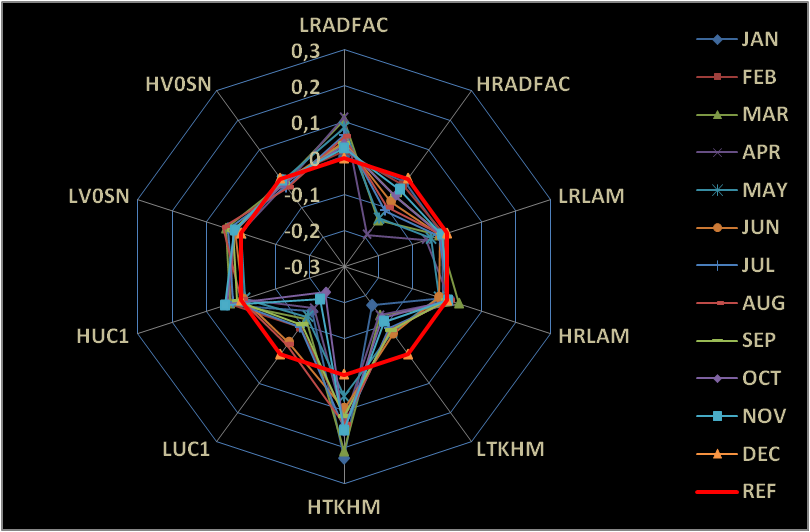 LRADFAC
HRADFAC
LRLAM
HRLAM
LTKHM
HTKHM
LUC1
HUC1
LV0SN
HV0SN
0,3
0,2
0,1
0
-0,1
-0,2
-0,3
JAN
FEB
MAR
APR
MAY
JUN
JUL
AUG
SEP
OCT
NOV
DEC
REF